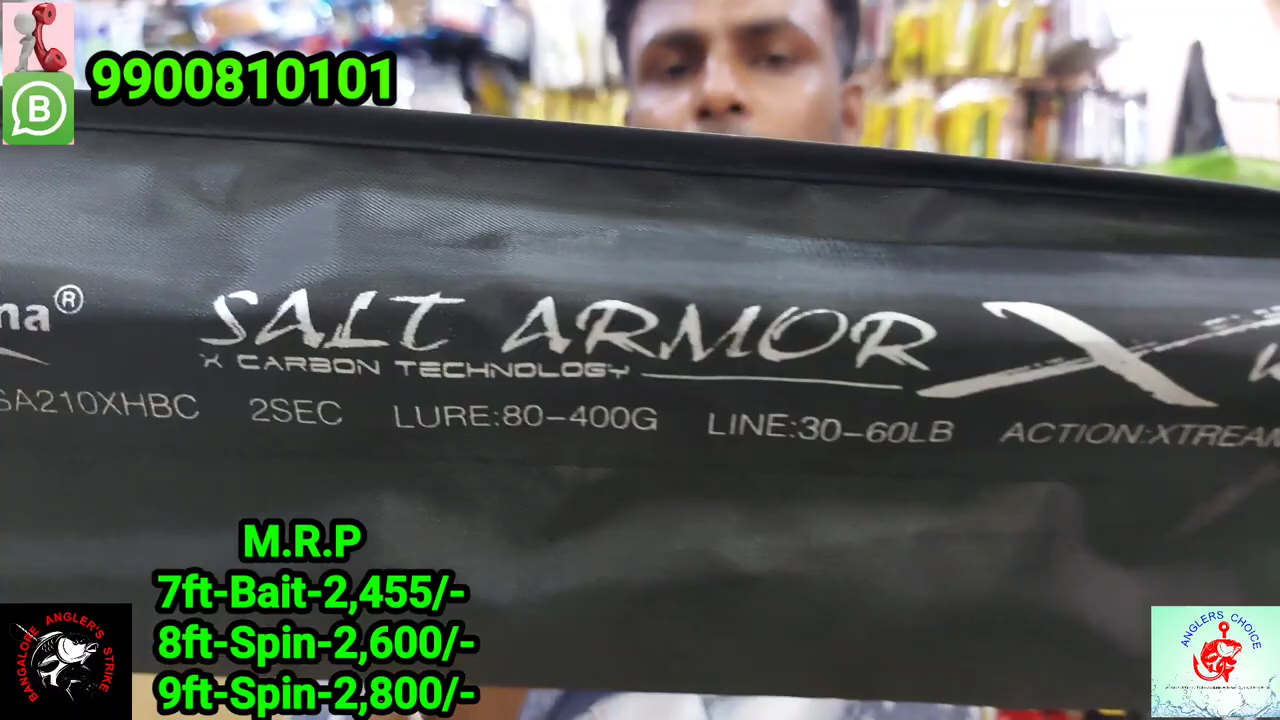 9900810101
B
na®
SALT ARMOR X
X CARBON TECHNOLOGY
SA210XHBC 2SEC LURE:80-400G LINE:30-60LB ACTION:XTREAM
M.R.P
7ft-Bait-2,455/-
8ft-Spin-2,600/-
9ft-Spin-2,800/-
BANGALORE ANGLER'S STRIKE
ANGLERS CHOICE